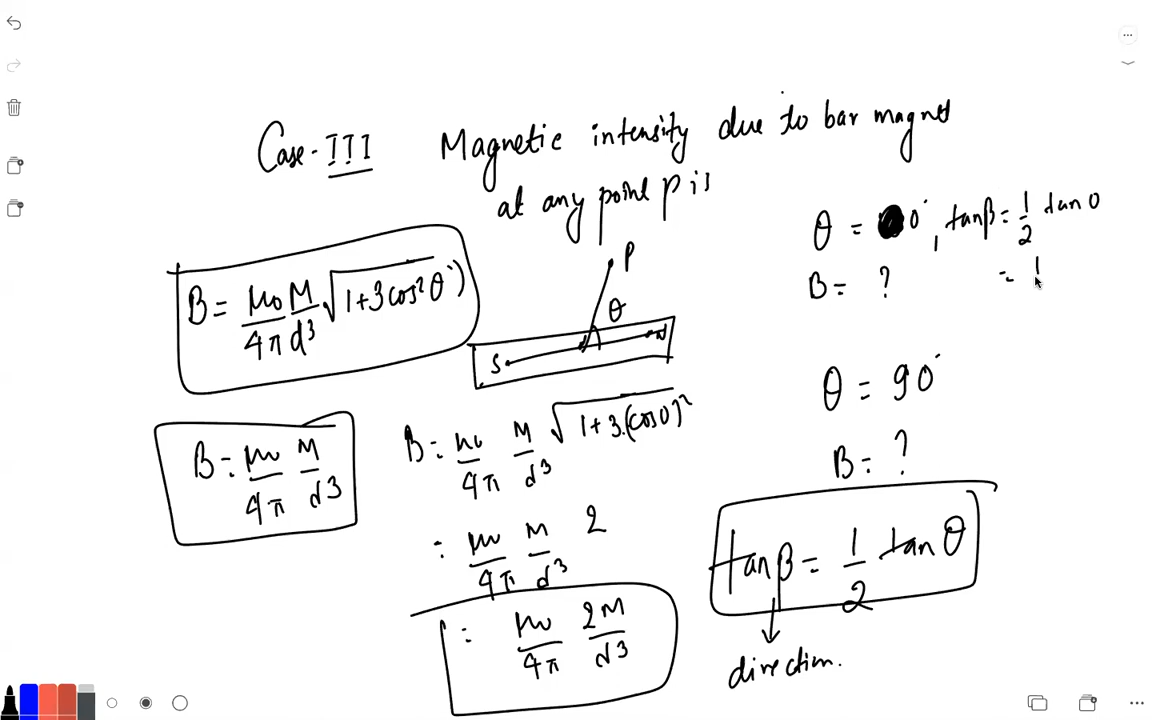 Case-III Magnetic intensity due to bar magnet
at any point P is
B = μ₀/4π M/d³ √(1+3cos²θ)
P
θ
S N
B = μ₀/4π M/d³
B = μ₀/4π M/d³ √(1+3.(cos0)²
= μ₀/4π M/d³ 2
= μ₀/4π 2M/d³
θ = 0°, tanβ = 1/2 tan0
B = ? = 1
θ = 90°
B = ?
tanβ = 1/2 tanθ
direction.